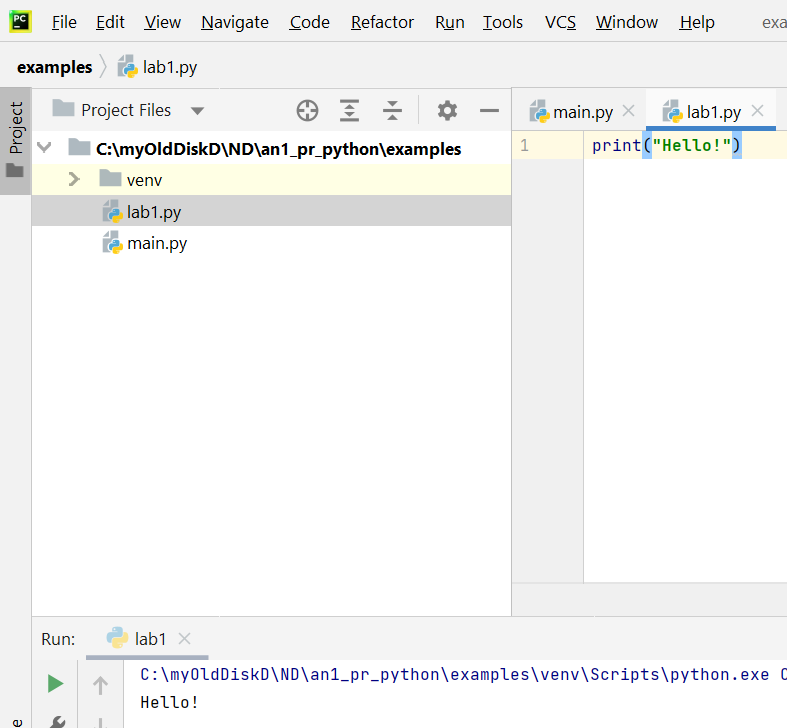 PC File Edit View Navigate Code Refactor Run Tools VCS Window Help exa
examples lab1.py
Project
Project Files
main.py lab1.py
C:\myOldDiskD\ND\an1_pr_python\examples
venv
lab1.py
main.py
1 print("Hello!")
Run: lab1
C:\myOldDiskD\ND\an1_pr_python\examples\venv\Scripts\python.exe C
Hello!
e